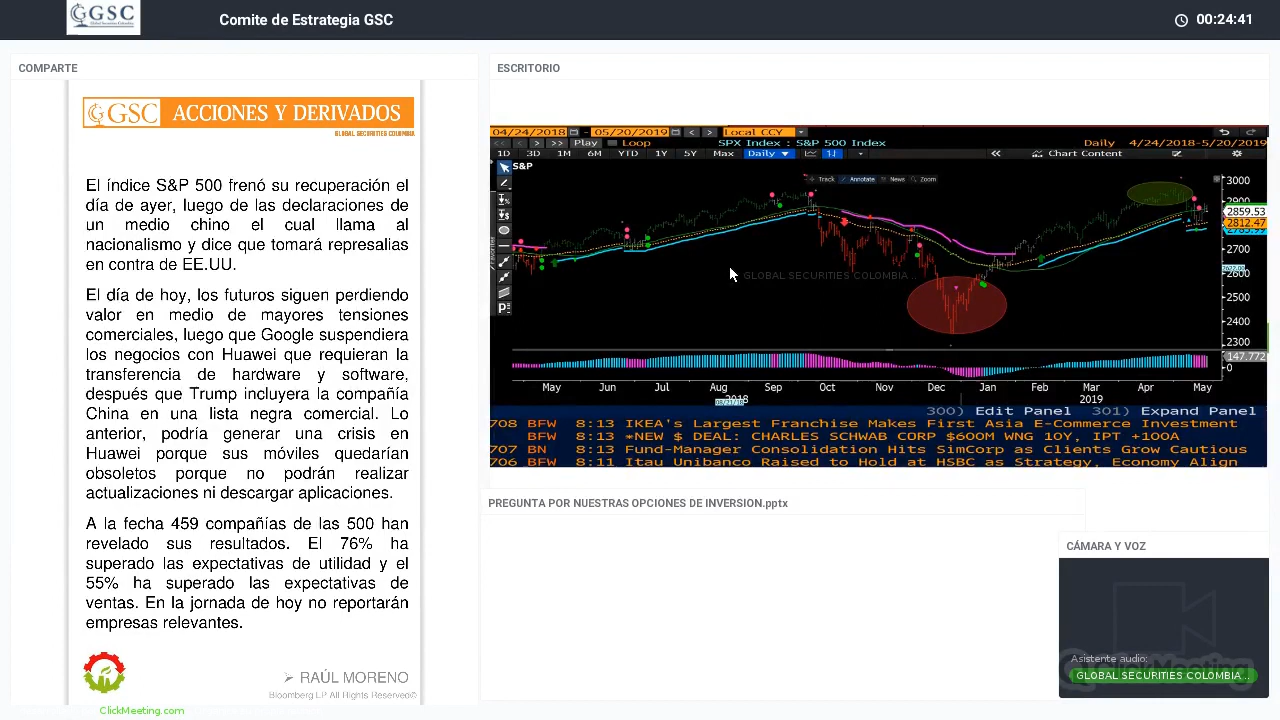 GSC
Global Securities Colombia
Comite de Estrategia GSC
00:24:41
COMPARTE
GSC ACCIONES Y DERIVADOS
GLOBAL SECURITIES COLOMBIA
El índice S&P 500 frenó su recuperación el
día de ayer, luego de las declaraciones de
un medio chino el cual llama al
nacionalismo y dice que tomará represalias
en contra de EE.UU.
El día de hoy, los futuros siguen perdiendo
valor en medio de mayores tensiones
comerciales, luego que Google suspendiera
los negocios con Huawei que requieran la
transferencia de hardware y software,
después que Trump incluyera la compañía
China en una lista negra comercial. Lo
anterior, podría generar una crisis en
Huawei porque sus móviles quedarían
obsoletos porque no podrán realizar
actualizaciones ni descargar aplicaciones.
A la fecha 459 compañías de las 500 han
revelado sus resultados. El 76% ha
superado las expectativas de utilidad y el
55% ha superado las expectativas de
ventas. En la jornada de hoy no reportarán
empresas relevantes.
RAÚL MORENO
Bloomberg LP All Rights Reserved©
ClickMeeting.com
ESCRITORIO
04/24/2018 - 05/20/2019 Local CCY
Play Loop SPX Index : S&P 500 Index Daily 4/24/2018-5/20/2019
1D 3D 1M 6M YTD 1Y 5Y Max Daily Chart Content
S&P
Track Annotate News Zoom
3000
2859.53
2812.47
2700
2600
2500
2400
2300
147.772
0
GLOBAL SECURITIES COLOMBIA ..
May Jun Jul Aug Sep Oct Nov Dec Jan Feb Mar Apr May
2018 2019
300) Edit Panel 301) Expand Panel
708 BFW 8:13 IKEA's Largest Franchise Makes First Asia E-Commerce Investment
BFW 8:13 *NEW $ DEAL: CHARLES SCHWAB CORP $600M WNG 10Y, IPT +100A
707 BN 8:13 Fund-Manager Consolidation Hits SimCorp as Clients Grow Cautious
706 BFW 8:11 Itau Unibanco Raised to Hold at HSBC as Strategy, Economy Align
PREGUNTA POR NUESTRAS OPCIONES DE INVERSION.pptx
CÁMARA Y VOZ
Asistente audio:
ClickMeeting
GLOBAL SECURITIES COLOMBIA ..